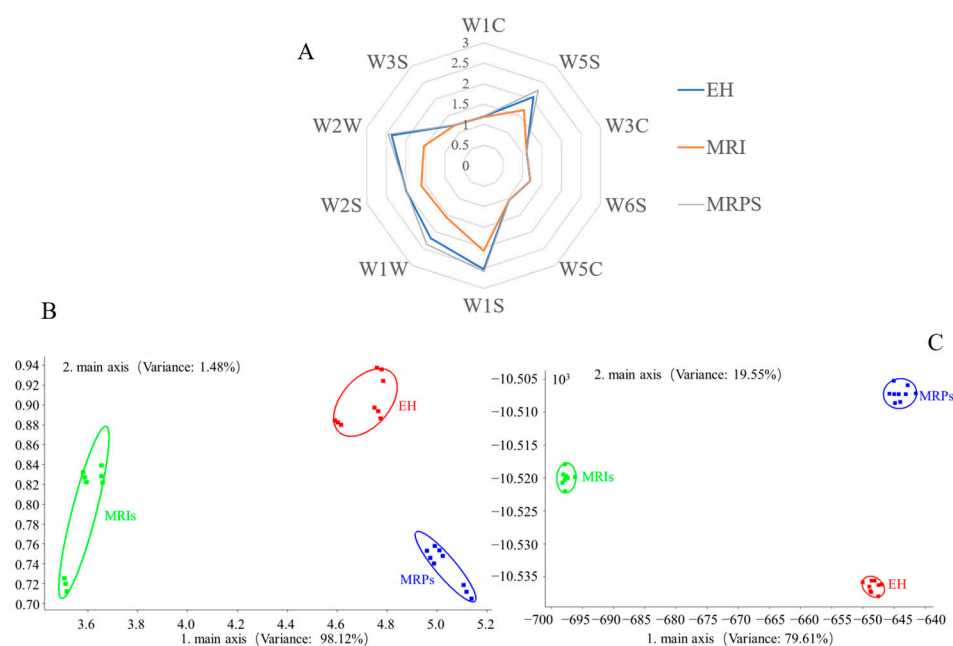 A
W1C
W5S
W3C
W6S
W5C
W1S
W1W
W2S
W2W
W3S
3
2.5
2
1.5
1
0.5
0
EH
MRI
MRPS
B
2. main axis (Variance: 1.48%)
0.94
0.92
0.90
0.88
0.86
0.84
0.82
0.80
0.78
0.76
0.74
0.72
0.70
EH
MRIs
MRPs
3.6 3.8 4.0 4.2 4.4 4.6 4.8 5.0 5.2
1. main axis (Variance: 98.12%)
C
2. main axis (Variance: 19.55%)
10³
−10.505
−10.510
−10.515
−10.520
−10.525
−10.530
−10.535
MRPs
MRIs
EH
−700 −695 −690 −685 −680 −675 −670 −665 −660 −655 −650 −645 −640
1. main axis (Variance: 79.61%)